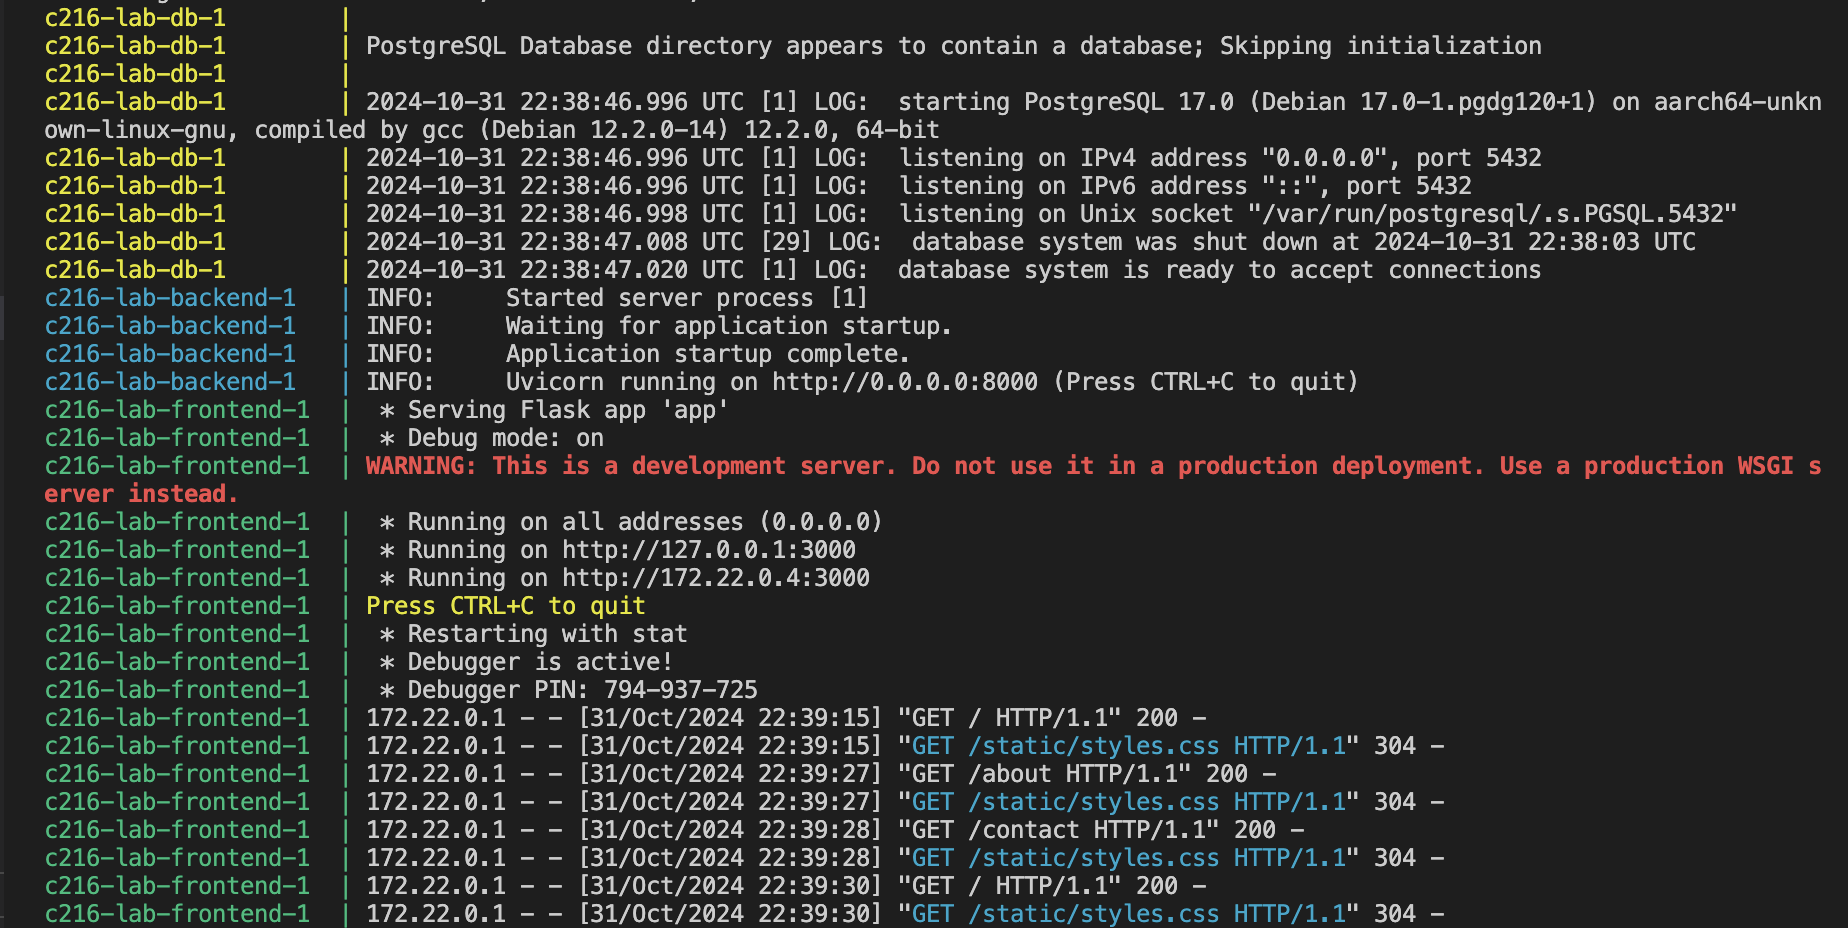 c216-lab-db-1 |
c216-lab-db-1 | PostgreSQL Database directory appears to contain a database; Skipping initialization
c216-lab-db-1 |
c216-lab-db-1 | 2024-10-31 22:38:46.996 UTC [1] LOG:  starting PostgreSQL 17.0 (Debian 17.0-1.pgdg120+1) on aarch64-unkn
own-linux-gnu, compiled by gcc (Debian 12.2.0-14) 12.2.0, 64-bit
c216-lab-db-1 | 2024-10-31 22:38:46.996 UTC [1] LOG:  listening on IPv4 address "0.0.0.0", port 5432
c216-lab-db-1 | 2024-10-31 22:38:46.996 UTC [1] LOG:  listening on IPv6 address "::", port 5432
c216-lab-db-1 | 2024-10-31 22:38:46.998 UTC [1] LOG:  listening on Unix socket "/var/run/postgresql/.s.PGSQL.5432"
c216-lab-db-1 | 2024-10-31 22:38:47.008 UTC [29] LOG:  database system was shut down at 2024-10-31 22:38:03 UTC
c216-lab-db-1 | 2024-10-31 22:38:47.020 UTC [1] LOG:  database system is ready to accept connections
c216-lab-backend-1 | INFO:     Started server process [1]
c216-lab-backend-1 | INFO:     Waiting for application startup.
c216-lab-backend-1 | INFO:     Application startup complete.
c216-lab-backend-1 | INFO:     Uvicorn running on http://0.0.0.0:8000 (Press CTRL+C to quit)
c216-lab-frontend-1 |  * Serving Flask app 'app'
c216-lab-frontend-1 |  * Debug mode: on
c216-lab-frontend-1 | WARNING: This is a development server. Do not use it in a production deployment. Use a production WSGI s
erver instead.
c216-lab-frontend-1 |  * Running on all addresses (0.0.0.0)
c216-lab-frontend-1 |  * Running on http://127.0.0.1:3000
c216-lab-frontend-1 |  * Running on http://172.22.0.4:3000
c216-lab-frontend-1 | Press CTRL+C to quit
c216-lab-frontend-1 |  * Restarting with stat
c216-lab-frontend-1 |  * Debugger is active!
c216-lab-frontend-1 |  * Debugger PIN: 794-937-725
c216-lab-frontend-1 | 172.22.0.1 - - [31/Oct/2024 22:39:15] "GET / HTTP/1.1" 200 -
c216-lab-frontend-1 | 172.22.0.1 - - [31/Oct/2024 22:39:15] "GET /static/styles.css HTTP/1.1" 304 -
c216-lab-frontend-1 | 172.22.0.1 - - [31/Oct/2024 22:39:27] "GET /about HTTP/1.1" 200 -
c216-lab-frontend-1 | 172.22.0.1 - - [31/Oct/2024 22:39:27] "GET /static/styles.css HTTP/1.1" 304 -
c216-lab-frontend-1 | 172.22.0.1 - - [31/Oct/2024 22:39:28] "GET /contact HTTP/1.1" 200 -
c216-lab-frontend-1 | 172.22.0.1 - - [31/Oct/2024 22:39:28] "GET /static/styles.css HTTP/1.1" 304 -
c216-lab-frontend-1 | 172.22.0.1 - - [31/Oct/2024 22:39:30] "GET / HTTP/1.1" 200 -
c216-lab-frontend-1 | 172.22.0.1 - - [31/Oct/2024 22:39:30] "GET /static/styles.css HTTP/1.1" 304 -